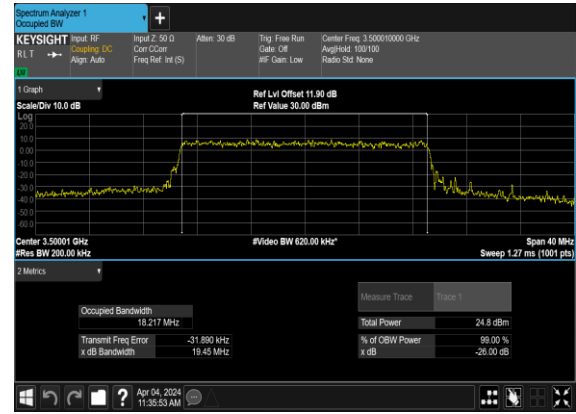 Spectrum Analyzer 1
Occupied BW
+
KEYSIGHT Input: RF Input Z: 50 Ω Atten: 30 dB Trig: Free Run Center Freq: 3.500010000 GHz
R L T Coupling: DC Corr CCorr Gate: Off Avg|Hold: 100/100
Align: Auto Freq Ref: Int (S) #IF Gain: Low Radio Std: None
1 Graph
Ref Lvl Offset 11.90 dB
Scale/Div 10.0 dB Ref Value 30.00 dBm
Log
20.0
10.0
0.00
-10.0
-20.0
-30.0
-40.0
-50.0
-60.0
Center 3.50001 GHz #Video BW 620.00 kHz* Span 40 MHz
#Res BW 200.00 kHz Sweep 1.27 ms (1001 pts)
2 Metrics
Measure Trace Trace 1
Occupied Bandwidth
18.217 MHz Total Power 24.8 dBm
Transmit Freq Error -31.890 kHz % of OBW Power 99.00 %
x dB Bandwidth 19.45 MHz x dB -26.00 dB
? Apr 04, 2024
11:35:53 AM